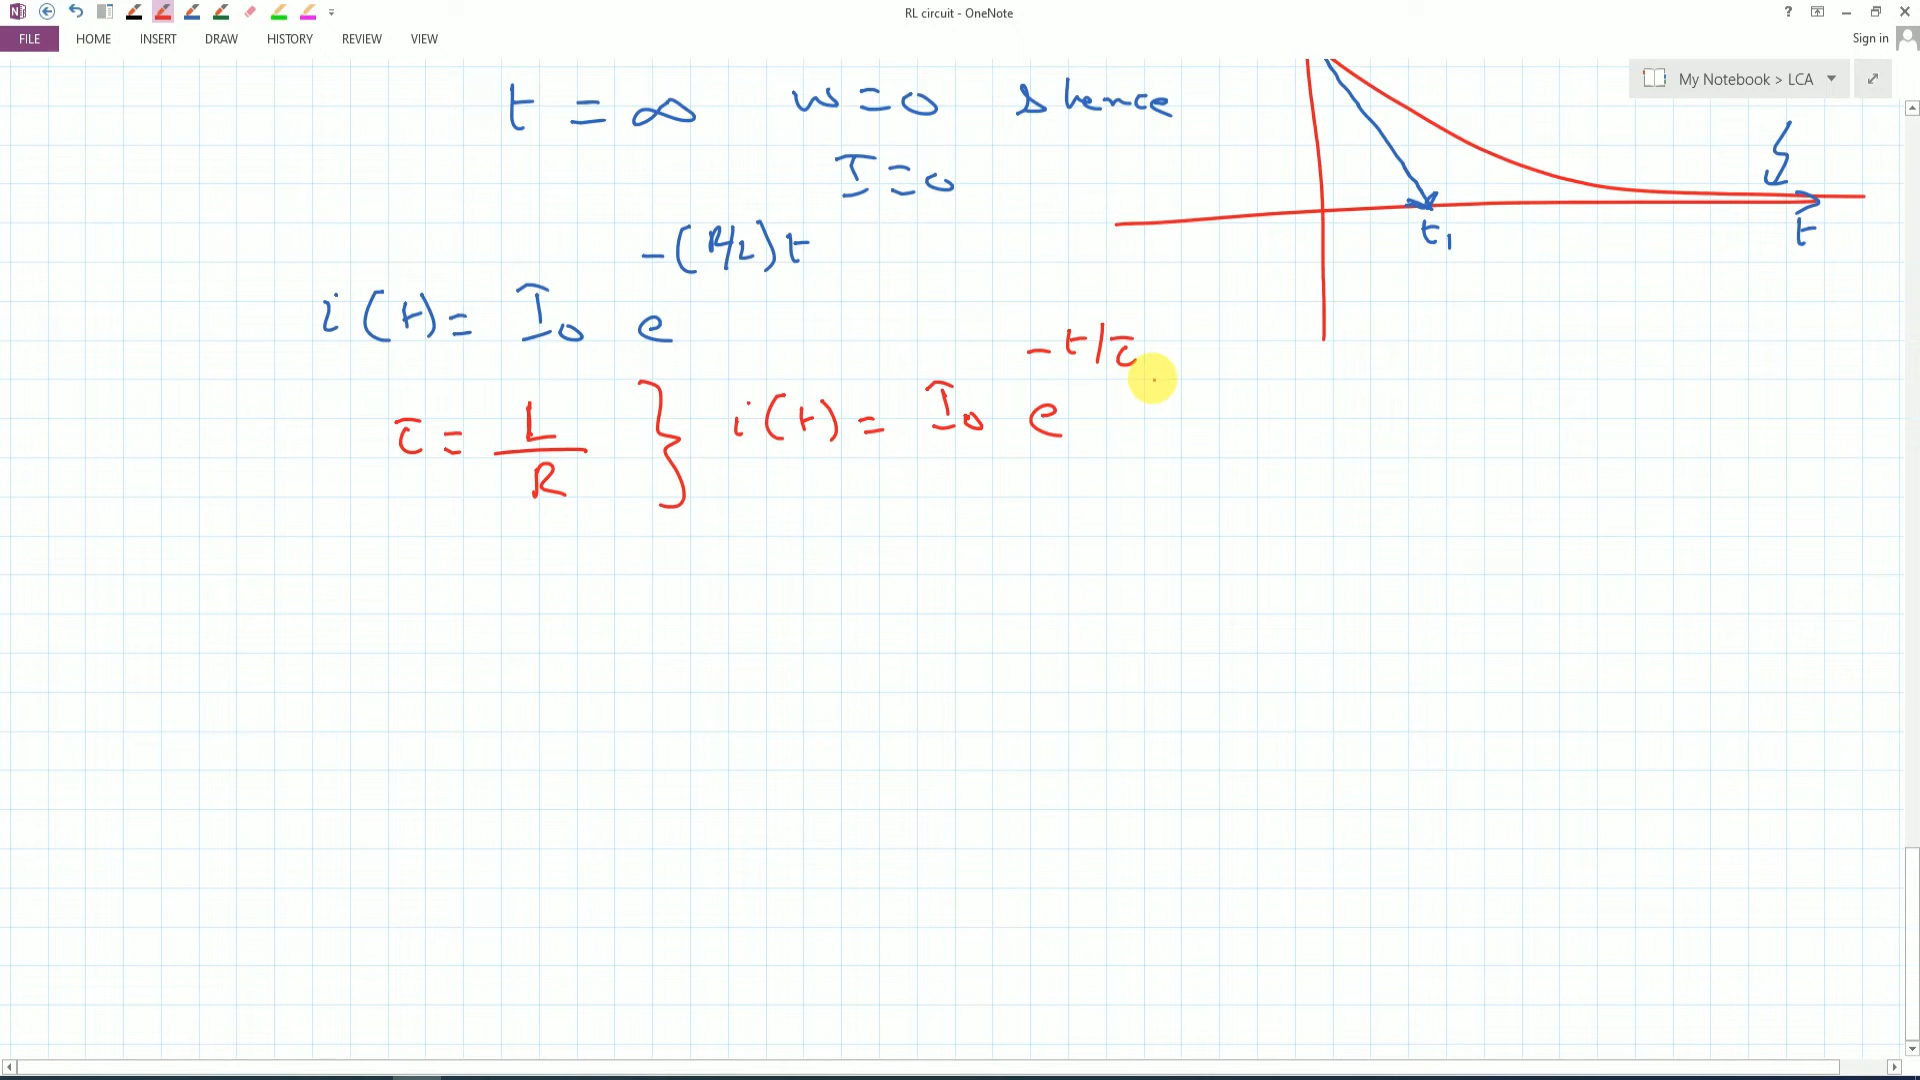 RL circuit - OneNote
FILE HOME INSERT DRAW HISTORY REVIEW VIEW
Sign in
My Notebook > LCA
t = ∞ w = 0 & hence
I = 0
t₁ t
i(t) = I₀ e^-(R/L)t
τ = L/R } i(t) = I₀ e^-t/τ